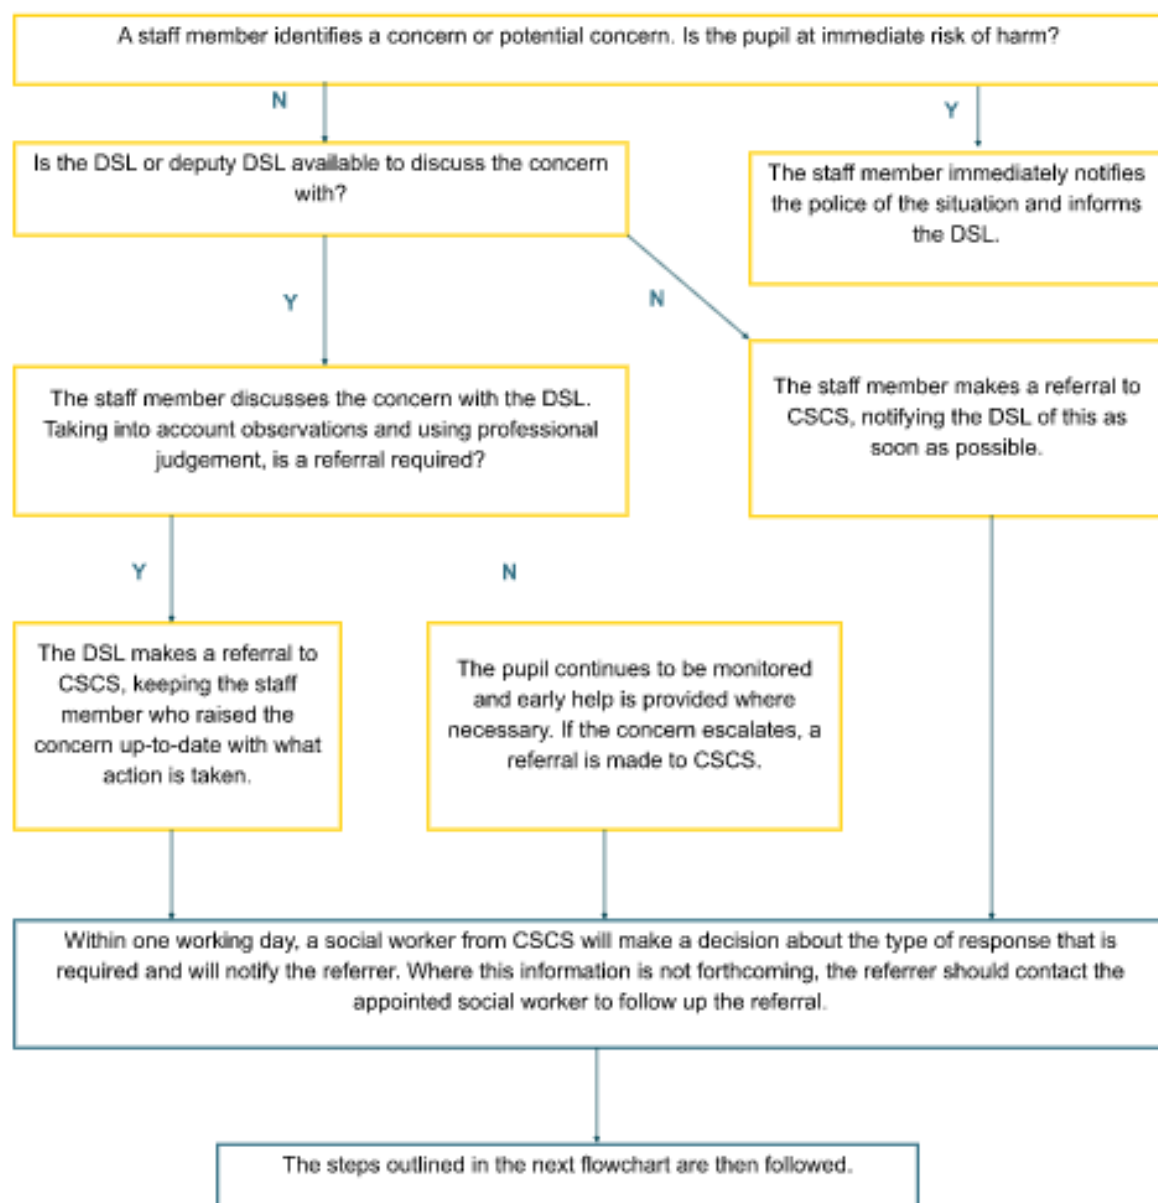 A staff member identifies a concern or potential concern. Is the pupil at immediate risk of harm?
N
Y
Is the DSL or deputy DSL available to discuss the concern
with?
The staff member immediately notifies
the police of the situation and informs
the DSL.
Y
N
The staff member discusses the concern with the DSL.
Taking into account observations and using professional
judgement, is a referral required?
The staff member makes a referral to
CSCS, notifying the DSL of this as
soon as possible.
Y
N
The DSL makes a referral to
CSCS, keeping the staff
member who raised the
concern up-to-date with what
action is taken.
The pupil continues to be monitored
and early help is provided where
necessary. If the concern escalates, a
referral is made to CSCS.
Within one working day, a social worker from CSCS will make a decision about the type of response that is
required and will notify the referrer. Where this information is not forthcoming, the referrer should contact the
appointed social worker to follow up the referral.
The steps outlined in the next flowchart are then followed.